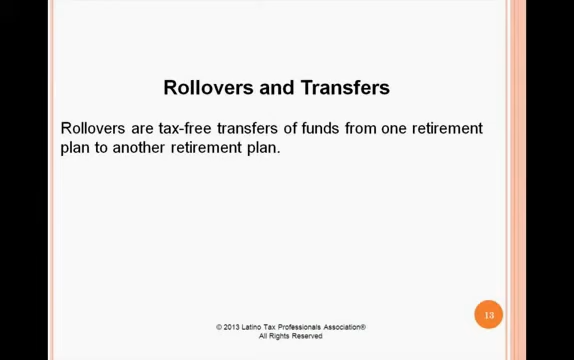 Rollovers and Transfers
Rollovers are tax-free transfers of funds from one retirement
plan to another retirement plan.
13
© 2013 Latino Tax Professionals Association®
All Rights Reserved